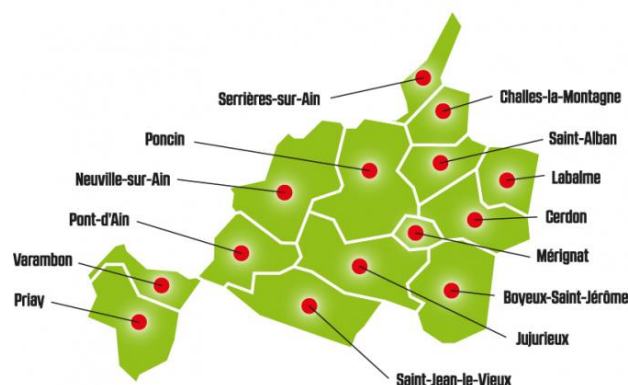 Serrières-sur-Ain
Challes-la-Montagne
Poncin
Saint-Alban
Neuville-sur-Ain
Labalme
Pont-d'Ain
Cerdon
Varambon
Mérignat
Priay
Boyeux-Saint-Jérôme
Jujurieux
Saint-Jean-le-Vieux